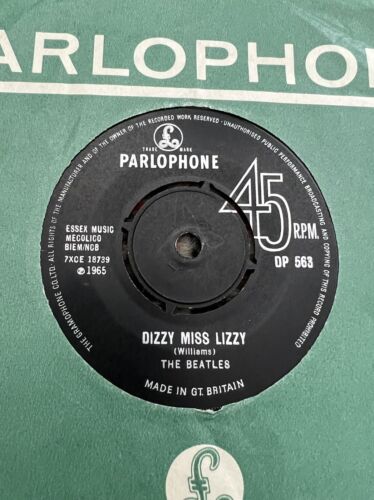 ARLOPHON
THE GRAMOPHONE CO. LTD. · ALL RIGHTS OF THE MANUFACTURER AND OF THE OWNER OF THE RECORDED WORK RESERVED · UNAUTHORISED PUBLIC PERFORMANCE BROADCASTING AND COPYING OF THIS RECORD PROHIBITED
£
TRADE MARK
PARLOPHONE
45
R.P.M.
ESSEX MUSIC
MECOLICO
BIEM/NCB
7XCE 18739
℗ 1965
DP 563
DIZZY MISS LIZZY
(Williams)
THE BEATLES
MADE IN GT. BRITAIN
£